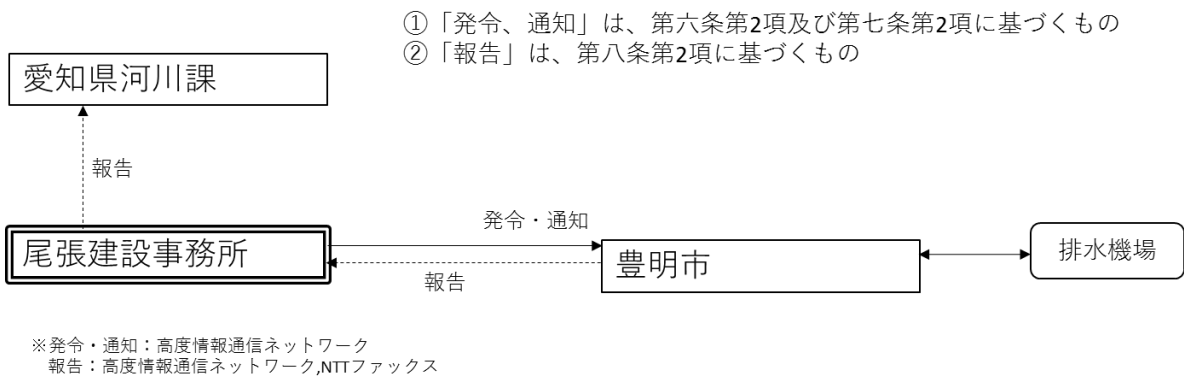 ①「発令、通知」は、第六条第2項及び第七条第2項に基づくもの
②「報告」は、第八条第2項に基づくもの
愛知県河川課
報告
発令・通知
尾張建設事務所
豊明市
排水機場
報告
※発令・通知：高度情報通信ネットワーク
報告：高度情報通信ネットワーク,NTTファックス